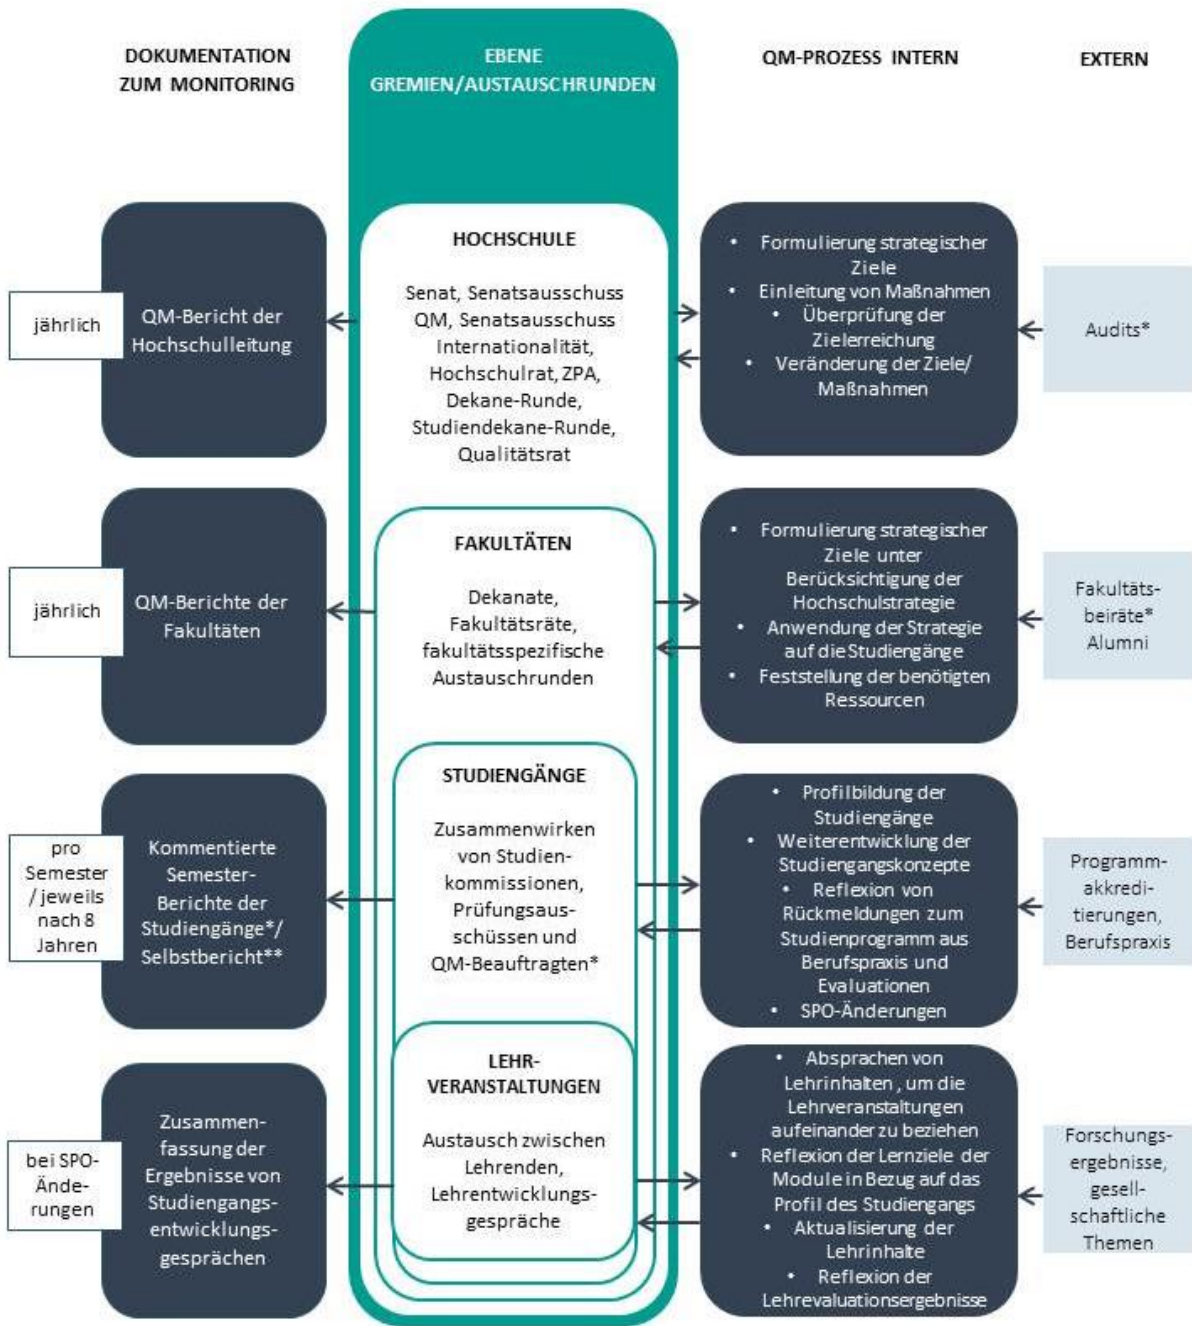 DOKUMENTATION
ZUM MONITORING
EBENE
GREMIEN/AUSTAUSCHRUNDEN
QM-PROZESS INTERN
EXTERN
jährlich
QM-Bericht der
Hochschulleitung
HOCHSCHULE
Senat, Senatsausschuss
QM, Senatsausschuss
Internationalität,
Hochschulrat, ZPA,
Dekane-Runde,
Studiendekane-Runde,
Qualitätsrat
• Formulierung strategischer
Ziele
• Einleitung von Maßnahmen
• Überprüfung der
Zielerreichung
• Veränderung der Ziele/
Maßnahmen
Audits*
jährlich
QM-Berichte der
Fakultäten
FAKULTÄTEN
Dekanate,
Fakultätsräte,
fakultätsspezifische
Austauschrunden
• Formulierung strategischer
Ziele unter
Berücksichtigung der
Hochschulstrategie
• Anwendung der Strategie
auf die Studiengänge
• Feststellung der benötigten
Ressourcen
Fakultäts-
beiräte*
Alumni
pro
Semester
/ jeweils
nach 8
Jahren
Kommentierte
Semester-
Berichte der
Studiengänge*/
Selbstbericht**
STUDIENGÄNGE
Zusammenwirken
von Studien-
kommissionen,
Prüfungsaus-
schüssen und
QM-Beauftragten*
• Profilbildung der
Studiengänge
• Weiterentwicklung der
Studiengangskonzepte
• Reflexion von
Rückmeldungen zum
Studienprogramm aus
Berufspraxis und
Evaluationen
• SPO-Änderungen
Programm-
akkredi-
tierungen,
Berufspraxis
bei SPO-
Ände-
rungen
Zusammen-
fassung der
Ergebnisse von
Studiengangs-
entwicklungs-
gesprächen
LEHR-
VERANSTALTUNGEN
Austausch zwischen
Lehrenden,
Lehrentwicklungs-
gespräche
• Absprachen von
Lehrinhalten , um die
Lehrveranstaltungen
aufeinander zu beziehen
• Reflexion der Lernziele der
Module in Bezug auf das
Profil des Studiengangs
• Aktualisierung der
Lehrinhalte
• Reflexion der
Lehrevaluationsergebnisse
Forschungs-
ergebnisse,
gesell-
schaftliche
Themen